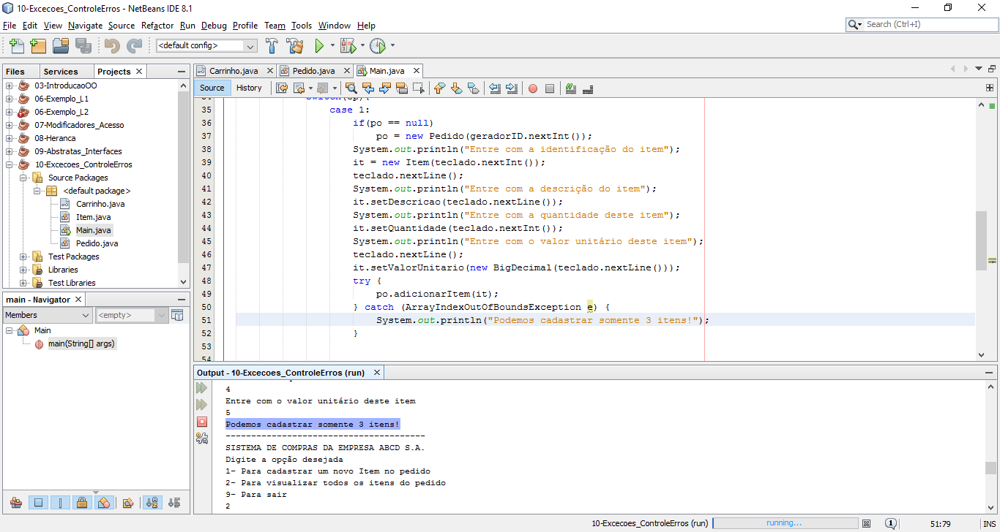 10-Excecoes_ControleErros - NetBeans IDE 8.1
File Edit View Navigate Source Refactor Run Debug Profile Team Tools Window Help
Search (Ctrl+I)
<default config>
Files Services Projects
03-IntroducaoOO
06-Exemplo_L1
06-Exemplo_L2
07-Modificadores_Acesso
08-Heranca
09-Abstratas_Interfaces
10-Excecoes_ControleErros
Source Packages
<default package>
Carrinho.java
Item.java
Main.java
Pedido.java
Test Packages
Libraries
Test Libraries
main - Navigator
Members <empty>
Main
main(String[] args)
Carrinho.java Pedido.java Main.java
Source History
34 switch(op){
35 case 1:
36 if(po == null)
37 po = new Pedido(geradorID.nextInt());
38 System.out.println("Entre com a identificação do item");
39 it = new Item(teclado.nextInt());
40 teclado.nextLine();
41 System.out.println("Entre com a descrição do item");
42 it.setDescricao(teclado.nextLine());
43 System.out.println("Entre com a quantidade deste item");
44 it.setQuantidade(teclado.nextInt());
45 System.out.println("Entre com o valor unitário deste item");
46 teclado.nextLine();
47 it.setValorUnitario(new BigDecimal(teclado.nextLine()));
48 try {
49 po.adicionarItem(it);
50 } catch (ArrayIndexOutOfBoundsException e) {
51 System.out.println("Podemos cadastrar somente 3 itens!");
52 }
53
54
Output - 10-Excecoes_ControleErros (run)
4
Entre com o valor unitário deste item
5
Podemos cadastrar somente 3 itens!
---------------------------------------
SISTEMA DE COMPRAS DA EMPRESA ABCD S.A.
Digite a opção desejada
1- Para cadastrar um novo Item no pedido
2- Para visualizar todos os itens do pedido
9- Para sair
2
10-Excecoes_ControleErros (run) running... 1 51:79 INS